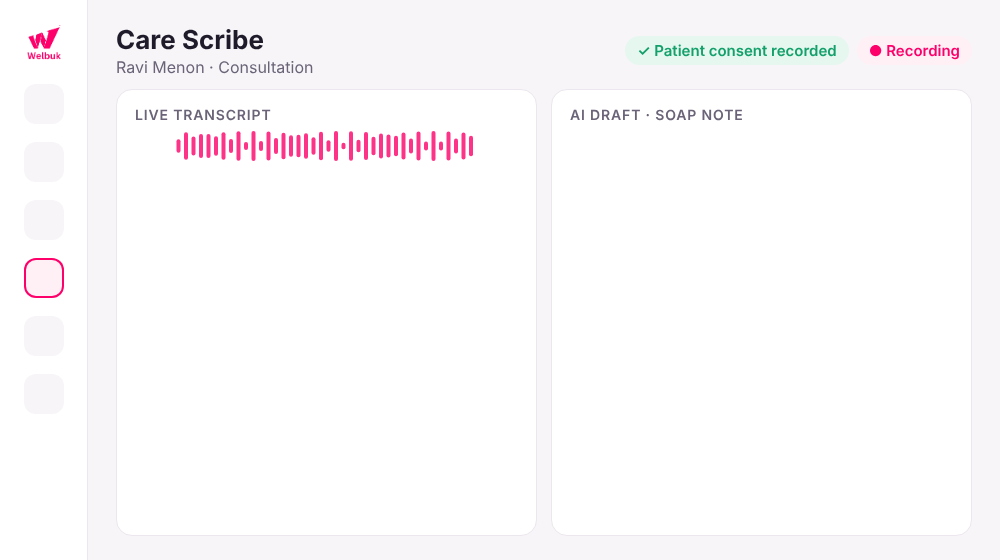 Welbuk
Care Scribe
Ravi Menon · Consultation
✓ Patient consent recorded
● Recording
LIVE TRANSCRIPT
AI DRAFT · SOAP NOTE